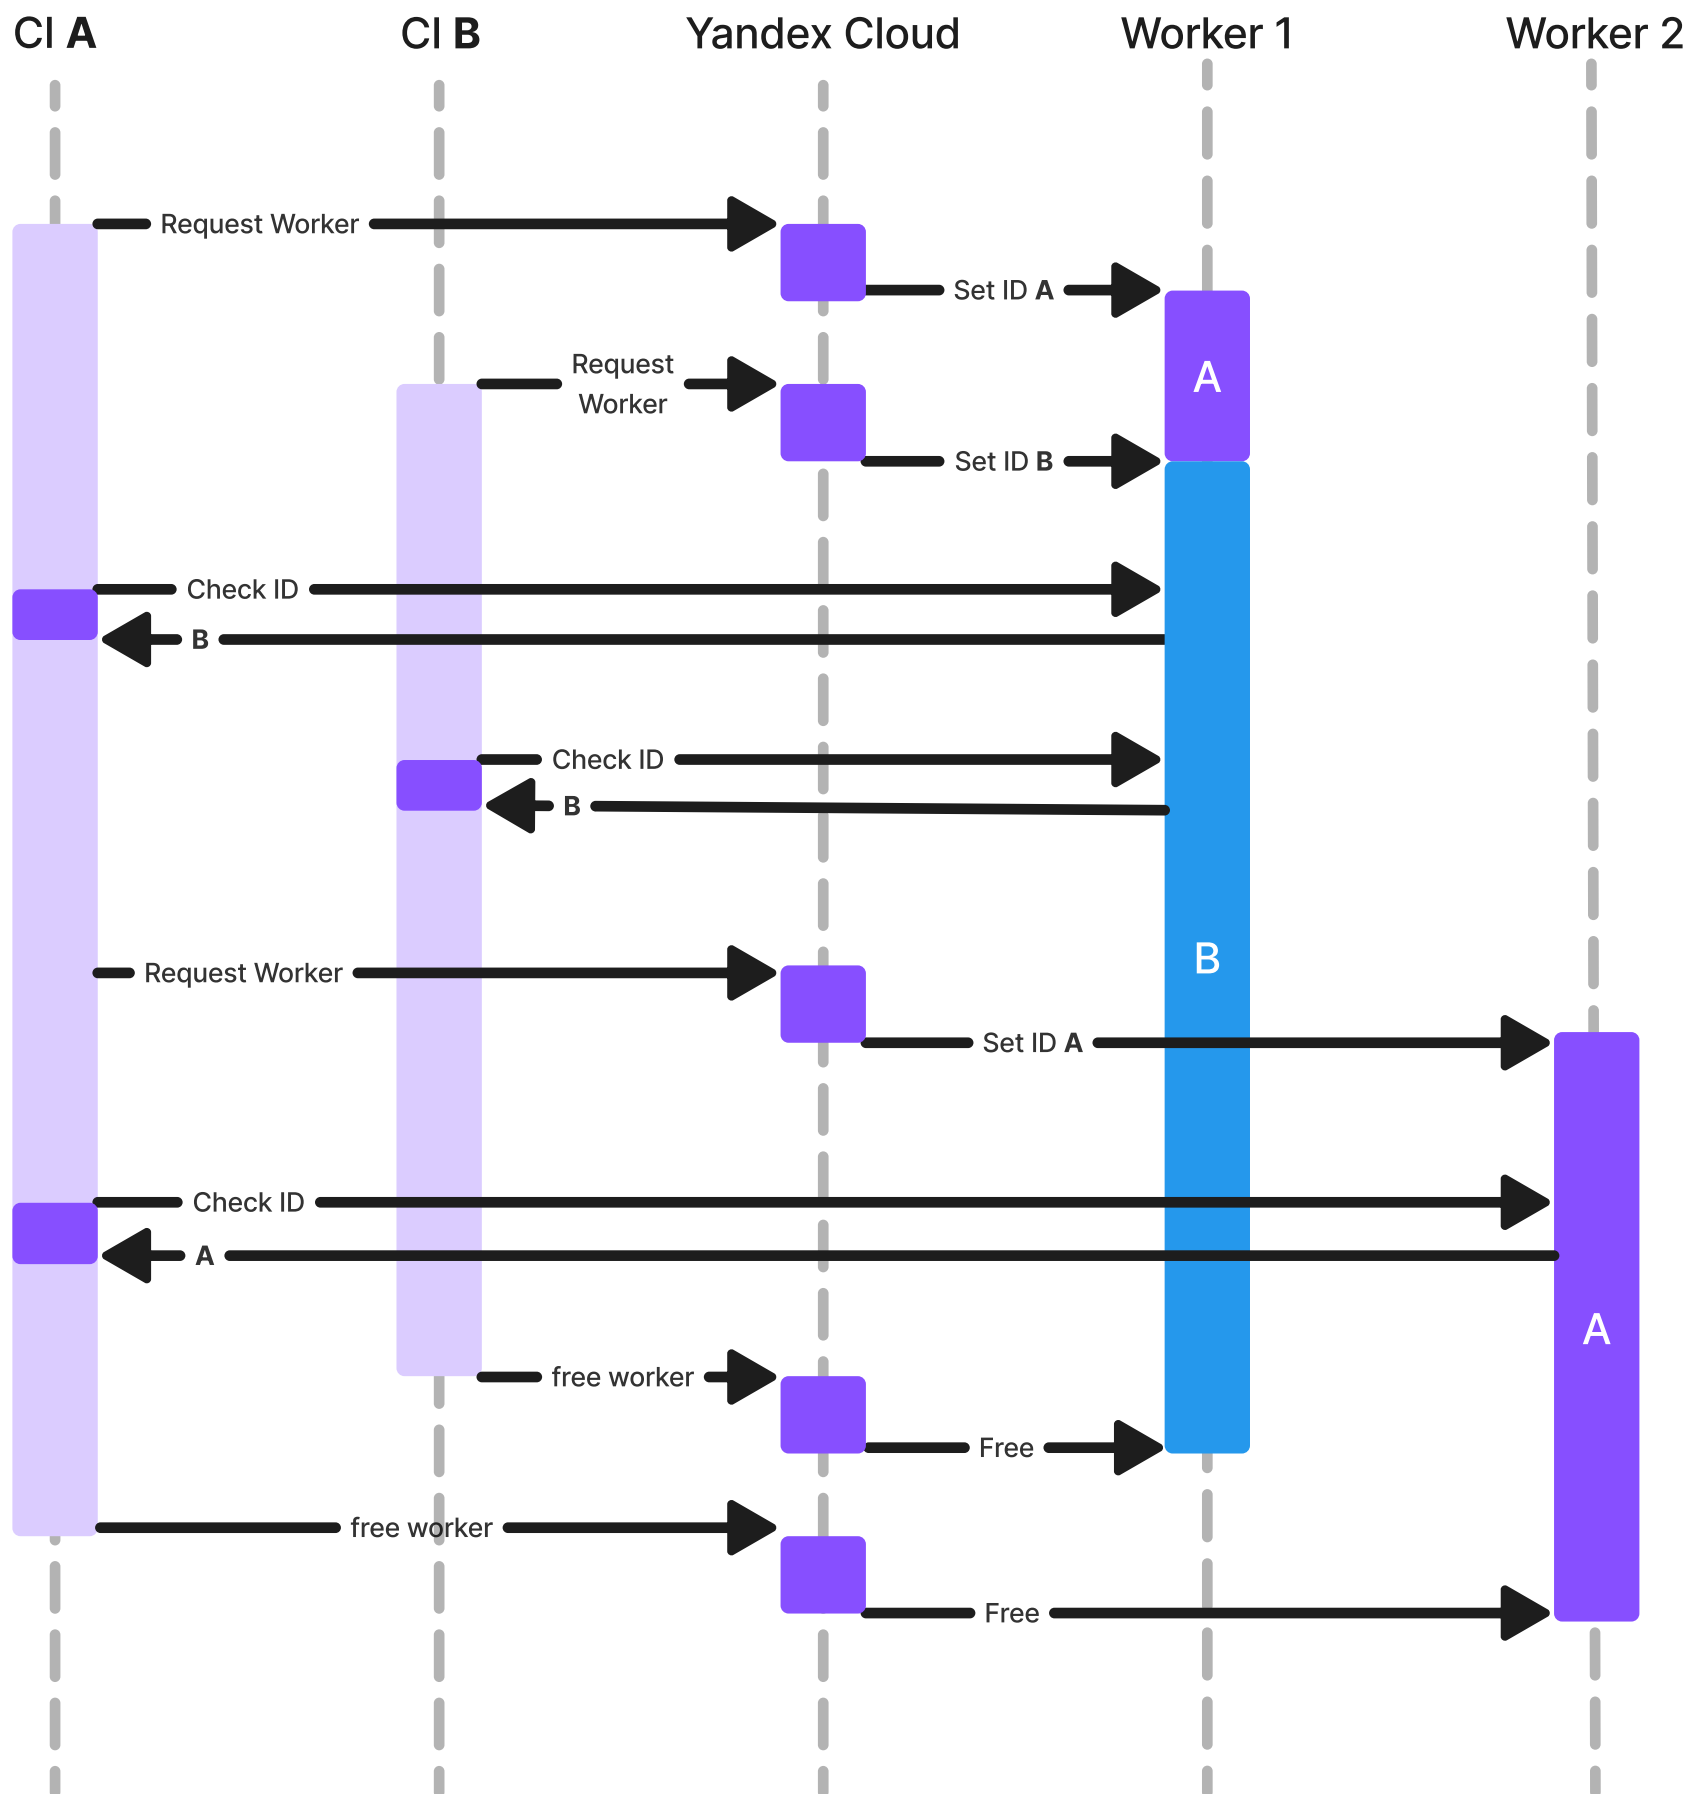 CI A
CI B
Yandex Cloud
Worker 1
Worker 2
Request Worker
Set ID A
Request
Worker
A
Set ID B
Check ID
B
Check ID
B
B
Request Worker
Set ID A
Check ID
A
A
free worker
Free
free worker
Free